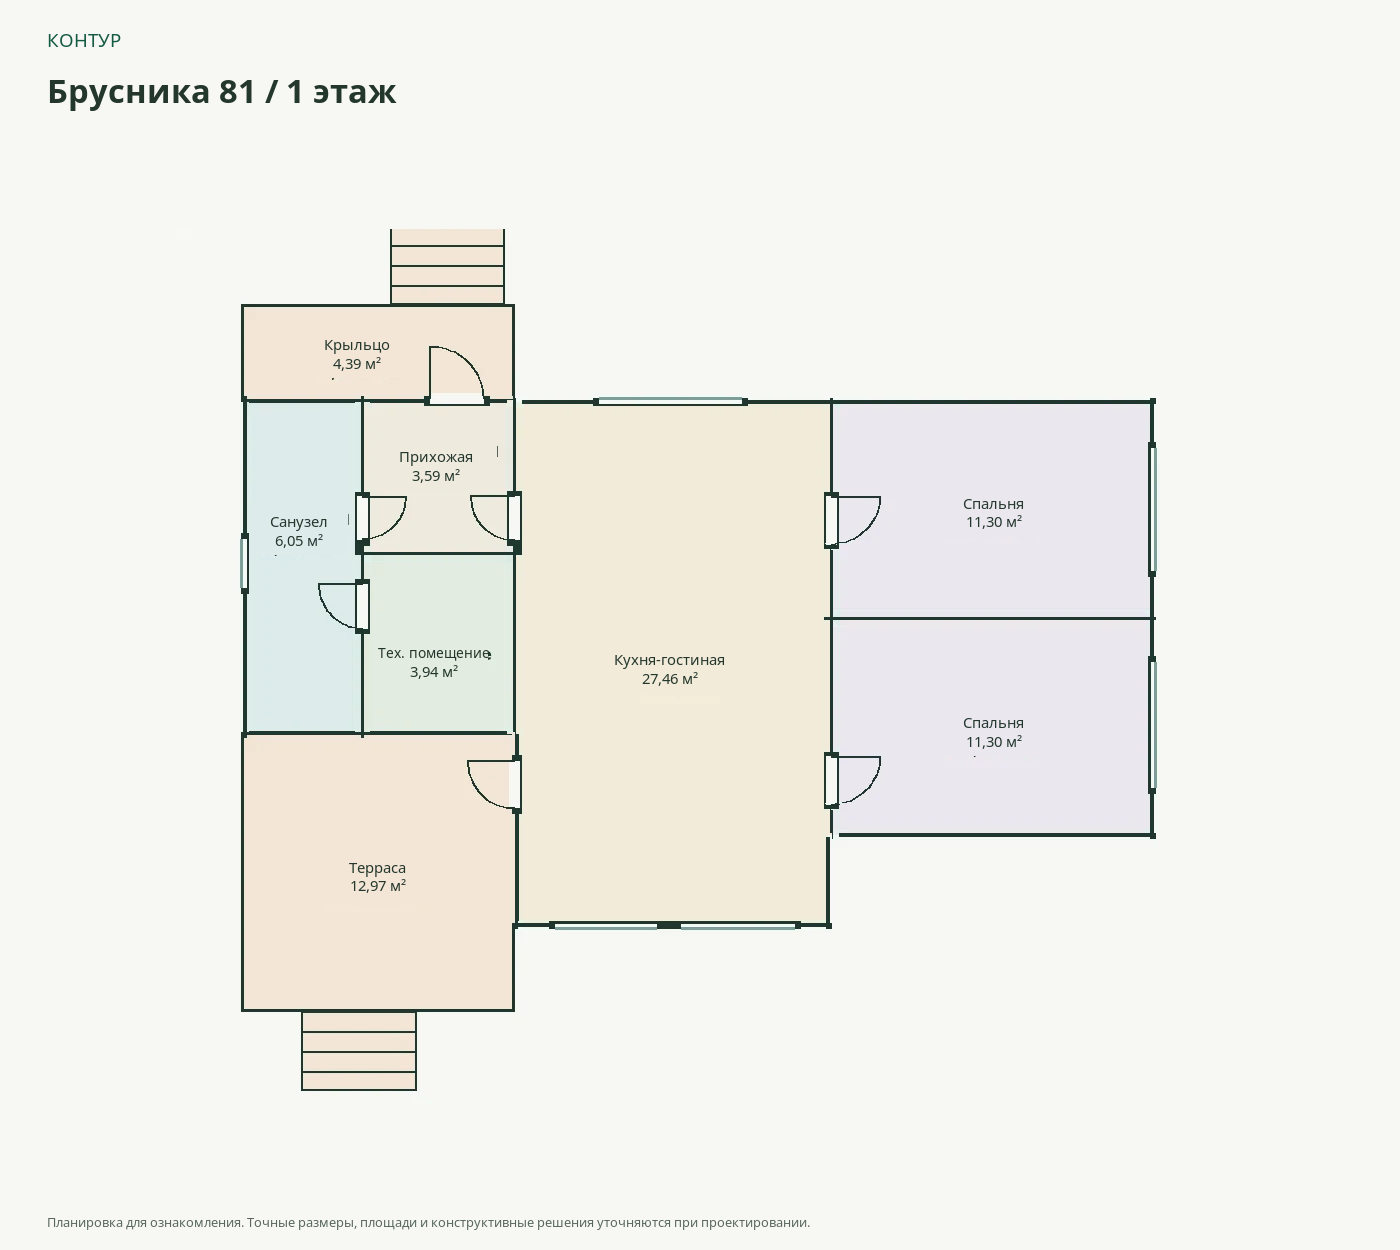 КОНТУР
Брусника 81 / 1 этаж
Крыльцо
4,39 м²
Прихожая
3,59 м²
Санузел
6,05 м²
Спальня
11,30 м²
Тех. помещение
3,94 м²
Кухня-гостиная
27,46 м²
Спальня
11,30 м²
Терраса
12,97 м²
Планировка для ознакомления. Точные размеры, площади и конструктивные решения уточняются при проектировании.